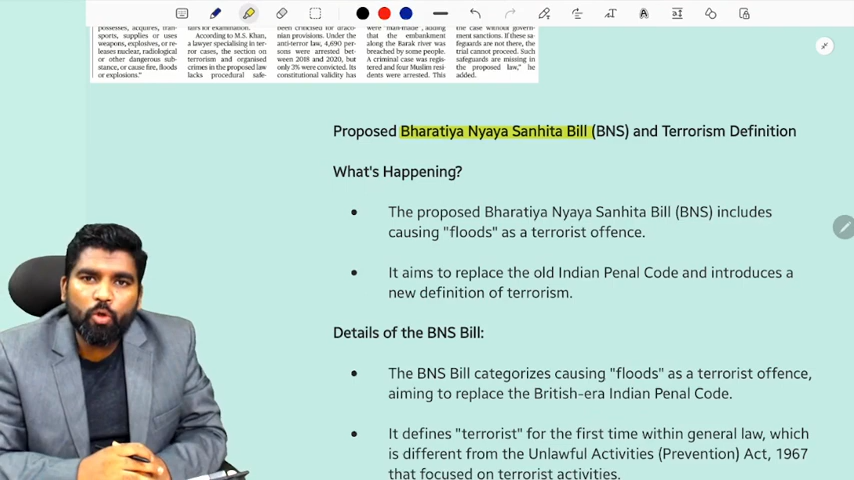 possesses, acquires, tran-
sports, supplies or uses
weapons, explosives, or re-
leases nuclear, radiological
or other dangerous sub-
stance, or cause fire, floods
or explosions."
fairs for examination.
According to M.S. Khan,
a lawyer specialising in ter-
ror cases, the section on
terrorism and organised
crimes in the proposed law
lacks procedural safe-
been criticised for draco-
nian provisions. Under the
anti-terror law, 4,690 per-
sons were arrested bet-
ween 2018 and 2020, but
only 3% were convicted. Its
constitutional validity has
were "man-made", adding
that the embankment
along the Barak river was
breached by some people.
A criminal case was regis-
tered and four Muslim resi-
dents were arrested. This
the case without govern-
ment sanctions. If these sa-
feguards are not there, the
trial cannot proceed. Such
safeguards are missing in
the proposed law," he
added.
Proposed Bharatiya Nyaya Sanhita Bill (BNS) and Terrorism Definition
What's Happening?
• The proposed Bharatiya Nyaya Sanhita Bill (BNS) includes
causing "floods" as a terrorist offence.
• It aims to replace the old Indian Penal Code and introduces a
new definition of terrorism.
Details of the BNS Bill:
• The BNS Bill categorizes causing "floods" as a terrorist offence,
aiming to replace the British-era Indian Penal Code.
• It defines "terrorist" for the first time within general law, which
is different from the Unlawful Activities (Prevention) Act, 1967
that focused on terrorist activities.